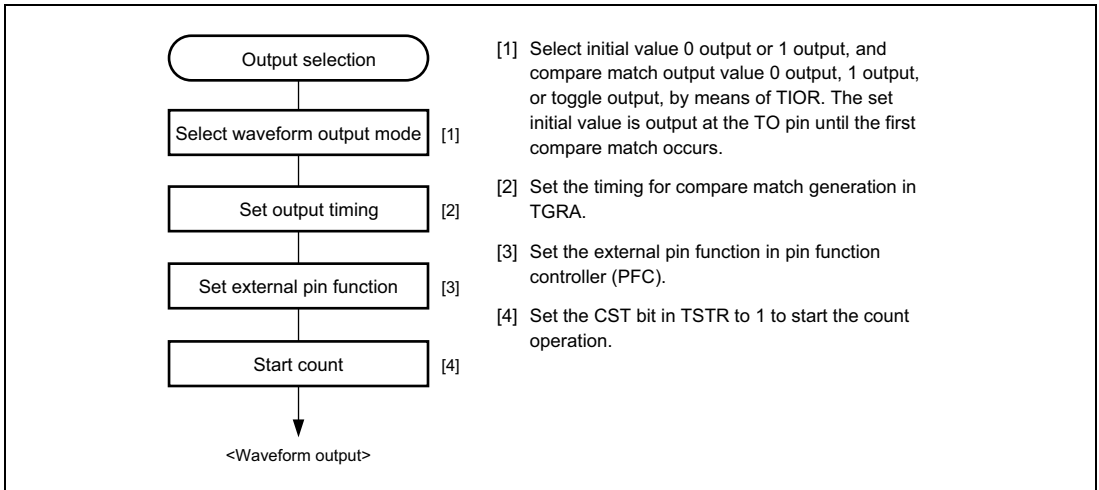 Output selection
Select waveform output mode [1]
Set output timing [2]
Set external pin function [3]
Start count [4]
<Waveform output>
[1] Select initial value 0 output or 1 output, and
compare match output value 0 output, 1 output,
or toggle output, by means of TIOR. The set
initial value is output at the TO pin until the first
compare match occurs.
[2] Set the timing for compare match generation in
TGRA.
[3] Set the external pin function in pin function
controller (PFC).
[4] Set the CST bit in TSTR to 1 to start the count
operation.